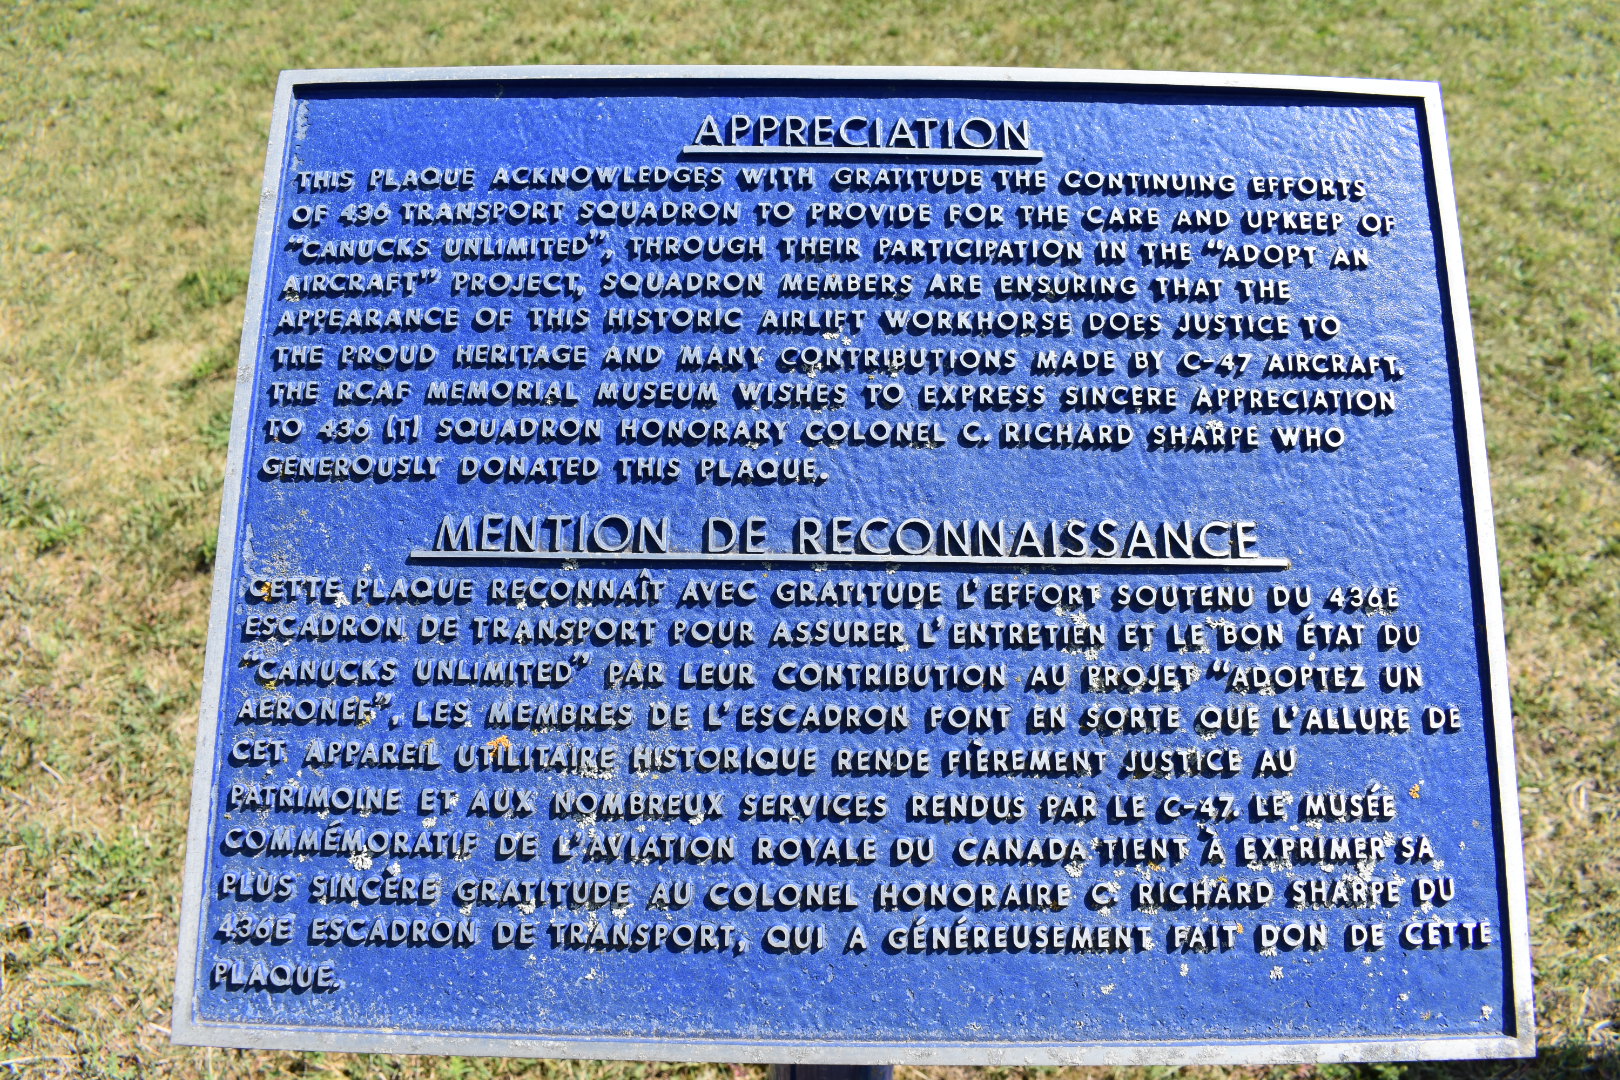 APPRECIATION
THIS PLAQUE ACKNOWLEDGES WITH GRATITUDE THE CONTINUING EFFORTS
OF 436 TRANSPORT SQUADRON TO PROVIDE FOR THE CARE AND UPKEEP OF
"CANUCKS UNLIMITED", THROUGH THEIR PARTICIPATION IN THE "ADOPT AN
AIRCRAFT" PROJECT, SQUADRON MEMBERS ARE ENSURING THAT THE
APPEARANCE OF THIS HISTORIC AIRLIFT WORKHORSE DOES JUSTICE TO
THE PROUD HERITAGE AND MANY CONTRIBUTIONS MADE BY C-47 AIRCRAFT.
THE RCAF MEMORIAL MUSEUM WISHES TO EXPRESS SINCERE APPRECIATION
TO 436 (T) SQUADRON HONORARY COLONEL C. RICHARD SHARPE WHO
GENEROUSLY DONATED THIS PLAQUE.
MENTION DE RECONNAISSANCE
CETTE PLAQUE RECONNAÎT AVEC GRATITUDE L'EFFORT SOUTENU DU 436E
ESCADRON DE TRANSPORT POUR ASSURER L'ENTRETIEN ET LE BON ÉTAT DU
"CANUCKS UNLIMITED" PAR LEUR CONTRIBUTION AU PROJET "ADOPTEZ UN
AERONEF", LES MEMBRES DE L'ESCADRON FONT EN SORTE QUE L'ALLURE DE
CET APPAREIL UTILITAIRE HISTORIQUE RENDE FIÈREMENT JUSTICE AU
PATRIMOINE ET AUX NOMBREUX SERVICES RENDUS PAR LE C-47. LE MUSÉE
COMMÉMORATIF DE L'AVIATION ROYALE DU CANADA TIENT À EXPRIMER SA
PLUS SINCÈRE GRATITUDE AU COLONEL HONORAIRE C. RICHARD SHARPE DU
436E ESCADRON DE TRANSPORT, QUI A GÉNÉREUSEMENT FAIT DON DE CETTE
PLAQUE.